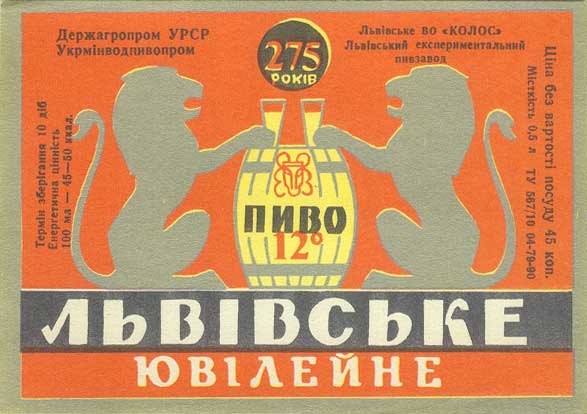 Держагропром УРСР
Укрмінводпивопром
275
РОКІВ
Львівське ВО «КОЛОС»
Львівський експериментальний
пивзавод
Термін зберігання 10 діб
Енергетична цінність
100 мл — 45—50 ккал.
Ціна без вартості посуду 45 коп.
Місткість 0,5 л ТУ 567/10 04-79-90
ПИВО
12°
ЛЬВІВСЬКЕ
ЮВІЛЕЙНЕ